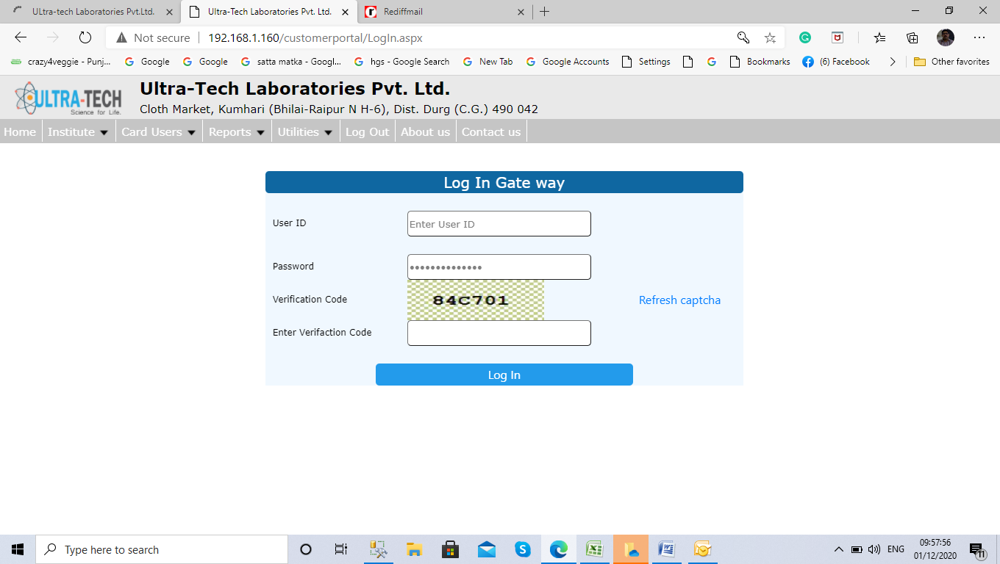 ULtra-tech Laboratories Pvt.Ltd.
Ultra-Tech Laboratories Pvt. Ltd.
Rediffmail
Not secure
192.168.1.160/customerportal/LogIn.aspx
crazy4veggie - Punj...
Google
Google
satta matka - Googl...
hgs - Google Search
New Tab
Google Accounts
Settings
Bookmarks
(6) Facebook
Other favorites
ULTRA-TECH
Science for Life.
Ultra-Tech Laboratories Pvt. Ltd.
Cloth Market, Kumhari (Bhilai-Raipur N H-6), Dist. Durg (C.G.) 490 042
Home
Institute
Card Users
Reports
Utilities
Log Out
About us
Contact us
Log In Gate way
User ID
Enter User ID
Password
••••••••••••••
Verification Code
84C701
Refresh captcha
Enter Verifaction Code
Log In
Type here to search
ENG
09:57:56
01/12/2020
11